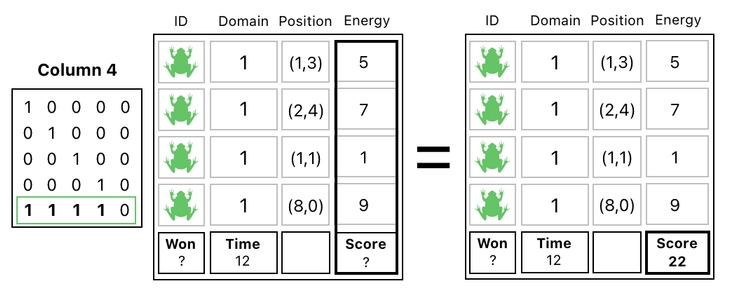 ID Domain Position Energy ID Domain Position Energy
Column 4
1 (1,3) 5 1 (1,3) 5
1 0 0 0 0
1 (2,4) 7 1 (2,4) 7
0 1 0 0 0
0 0 1 0 0
1 (1,1) 1 = 1 (1,1) 1
0 0 0 1 0
1 1 1 1 0
1 (8,0) 9 1 (8,0) 9
Won Time Score Won Time Score
? 12 ? ? 12 22